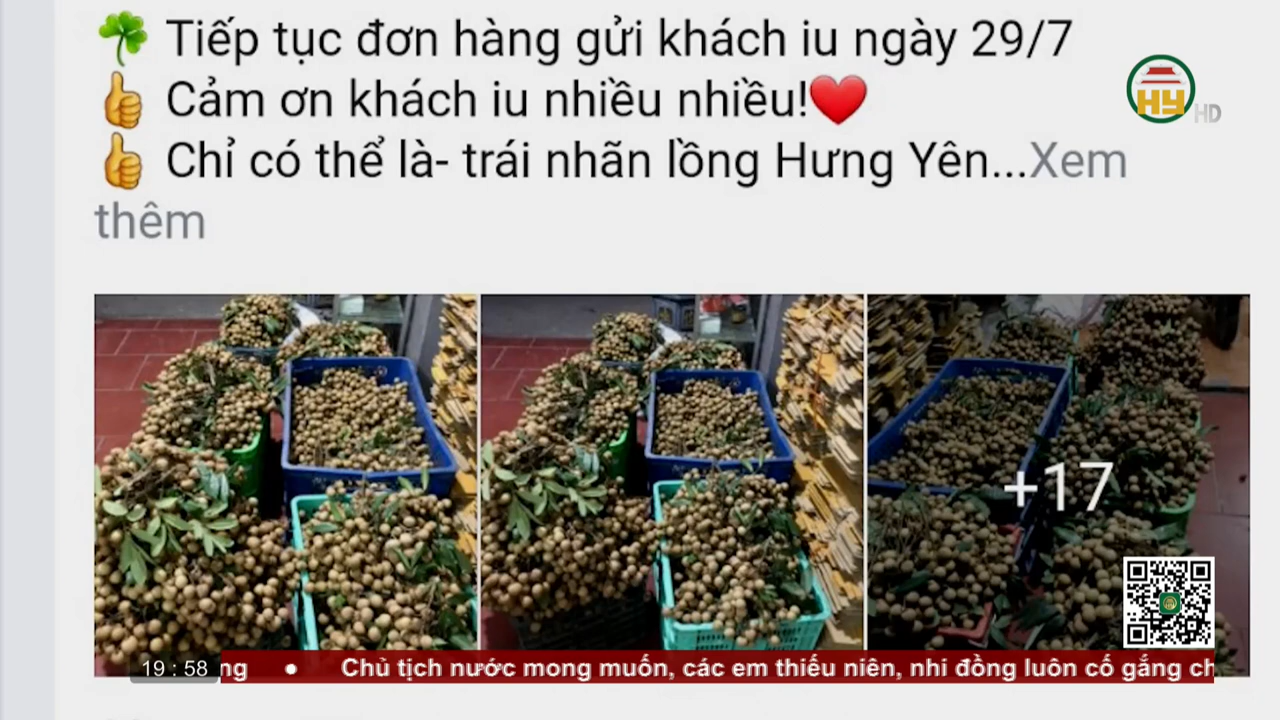 ☘️ Tiếp tục đơn hàng gửi khách iu ngày 29/7
👍 Cảm ơn khách iu nhiều nhiều!❤️
👍 Chỉ có thể là- trái nhãn lồng Hưng Yên...Xem
thêm
HY HD
+17
19 : 58 ng • Chủ tịch nước mong muốn, các em thiếu niên, nhi đồng luôn cố gắng ch